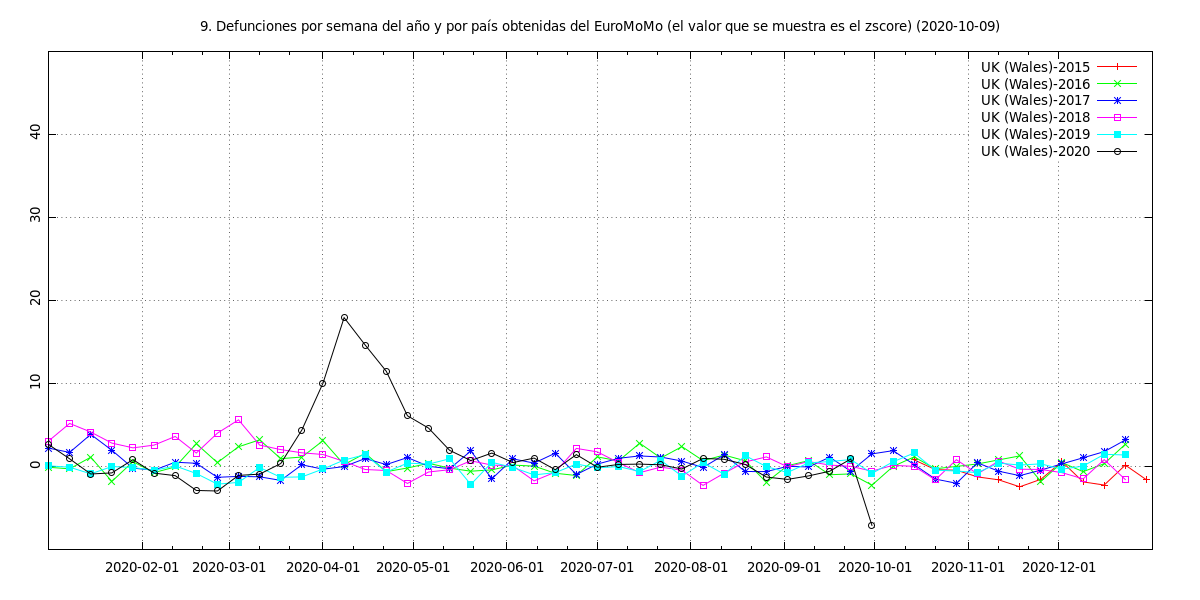 9. Defunciones por semana del año y por país obtenidas del EuroMoMo (el valor que se muestra es el zscore) (2020-10-09)
UK (Wales)-2015
UK (Wales)-2016
UK (Wales)-2017
UK (Wales)-2018
UK (Wales)-2019
UK (Wales)-2020
40
30
20
10
0
2020-02-01 2020-03-01 2020-04-01 2020-05-01 2020-06-01 2020-07-01 2020-08-01 2020-09-01 2020-10-01 2020-11-01 2020-12-01